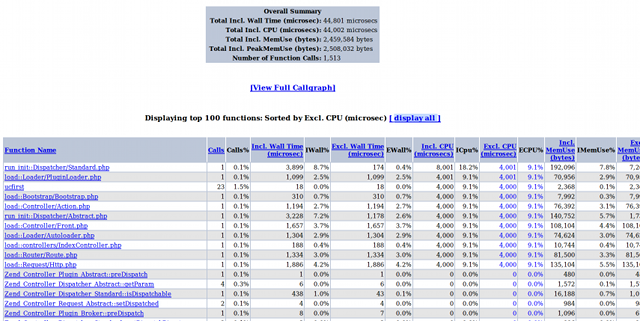 Overall Summary
Total Incl. Wall Time (microsec): 44,801 microsecs
Total Incl. CPU (microsecs): 44,002 microsecs
Total Incl. MemUse (bytes): 2,459,584 bytes
Total Incl. PeakMemUse (bytes): 2,508,032 bytes
Number of Function Calls: 1,513
[View Full Callgraph]
Displaying top 100 functions: Sorted by Excl. CPU (microsec) [ display all ]
Function Name Calls Calls% Incl. Wall Time (microsec) IWall% Excl. Wall Time (microsec) EWall% Incl. CPU (microsecs) ICpu% Excl. CPU (microsec) ECPU% Incl. MemUse (bytes) IMemUse% (bytes)
run_init::Dispatcher/Standard.php 1 0.1% 3,899 8.7% 174 0.4% 8,001 18.2% 4,001 9.1% 192,096 7.8% 7,2
load::Loader/PluginLoader.php 1 0.1% 1,099 2.5% 1,099 2.5% 4,001 9.1% 4,001 9.1% 70,956 2.9% 70,9
ucfirst 23 1.5% 18 0.0% 18 0.0% 4,000 9.1% 4,000 9.1% 2,368 0.1% 2,3
load::Bootstrap/Bootstrap.php 1 0.1% 310 0.7% 310 0.7% 4,000 9.1% 4,000 9.1% 7,992 0.3% 7,9
load::Controller/Action.php 1 0.1% 1,194 2.7% 1,194 2.7% 4,000 9.1% 4,000 9.1% 76,392 3.1% 76,3
run_init::Dispatcher/Abstract.php 1 0.1% 3,228 7.2% 1,178 2.6% 4,000 9.1% 4,000 9.1% 140,752 5.7% 1,7
load::Controller/Front.php 1 0.1% 1,657 3.7% 1,657 3.7% 4,000 9.1% 4,000 9.1% 108,104 4.4% 108,1
load::Loader/Autoloader.php 1 0.1% 1,304 2.9% 1,304 2.9% 4,000 9.1% 4,000 9.1% 74,624 3.0% 74,6
load::controllers/IndexController.php 1 0.1% 188 0.4% 188 0.4% 4,000 9.1% 4,000 9.1% 10,744 0.4% 10,7
load::Router/Route.php 1 0.1% 1,334 3.0% 1,334 3.0% 4,000 9.1% 4,000 9.1% 81,500 3.3% 81,5
load::Request/Http.php 1 0.1% 1,886 4.2% 1,886 4.2% 4,000 9.1% 4,000 9.1% 135,104 5.5% 135,1
Zend_Controller_Plugin_Abstract::preDispatch 1 0.1% 1 0.0% 1 0.0% 0 0.0% 0 0.0% 480 0.0%
Zend_Controller_Dispatcher_Abstract::getParam 4 0.3% 6 0.0% 6 0.0% 0 0.0% 0 0.0% 1,572 0.1% 1,5
Zend_Controller_Dispatcher_Standard::isDispatchable 1 0.1% 438 1.0% 43 0.1% 0 0.0% 0 0.0% 16,188 0.7% 1,0
Zend_Controller_Request_Abstract::setDispatched 2 0.1% 4 0.0% 4 0.0% 0 0.0% 0 0.0% 984 0.0% 9
Zend_Controller_Plugin_Broker::preDispatch 1 0.1% 8 0.0% 7 0.0% 0 0.0% 0 0.0% 1,096 0.0% 6